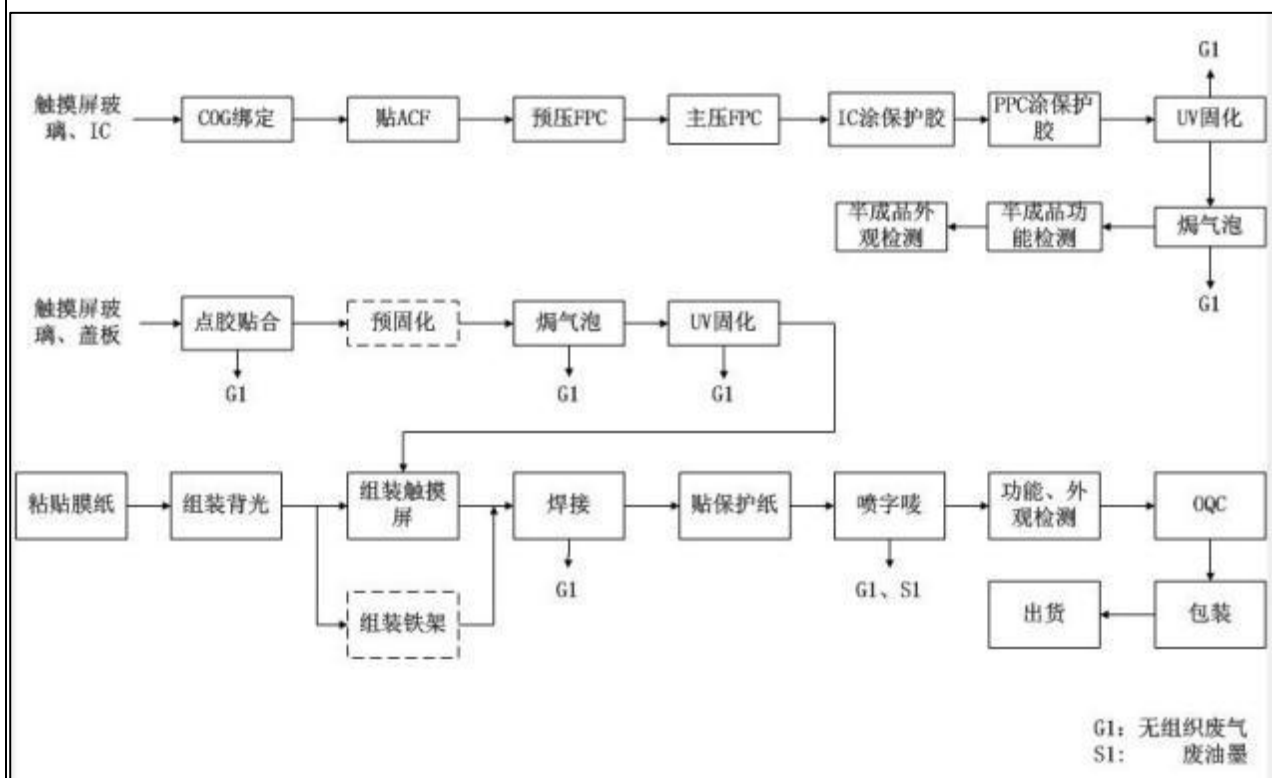 G1
触摸屏玻
璃、IC
COG绑定
贴ACF
预压FPC
主压FPC
IC涂保护胶
PPC涂保护
胶
UV固化
半成品外
观检测
半成品功
能检测
焗气泡
G1
触摸屏玻
璃、盖板
点胶贴合
预固化
焗气泡
UV固化
G1
G1
G1
粘贴膜纸
组装背光
组装触摸
屏
焊接
贴保护纸
喷字唛
功能、外
观检测
OQC
G1
G1、S1
组装铁架
出货
包装
G1: 无组织废气
S1: 废油墨